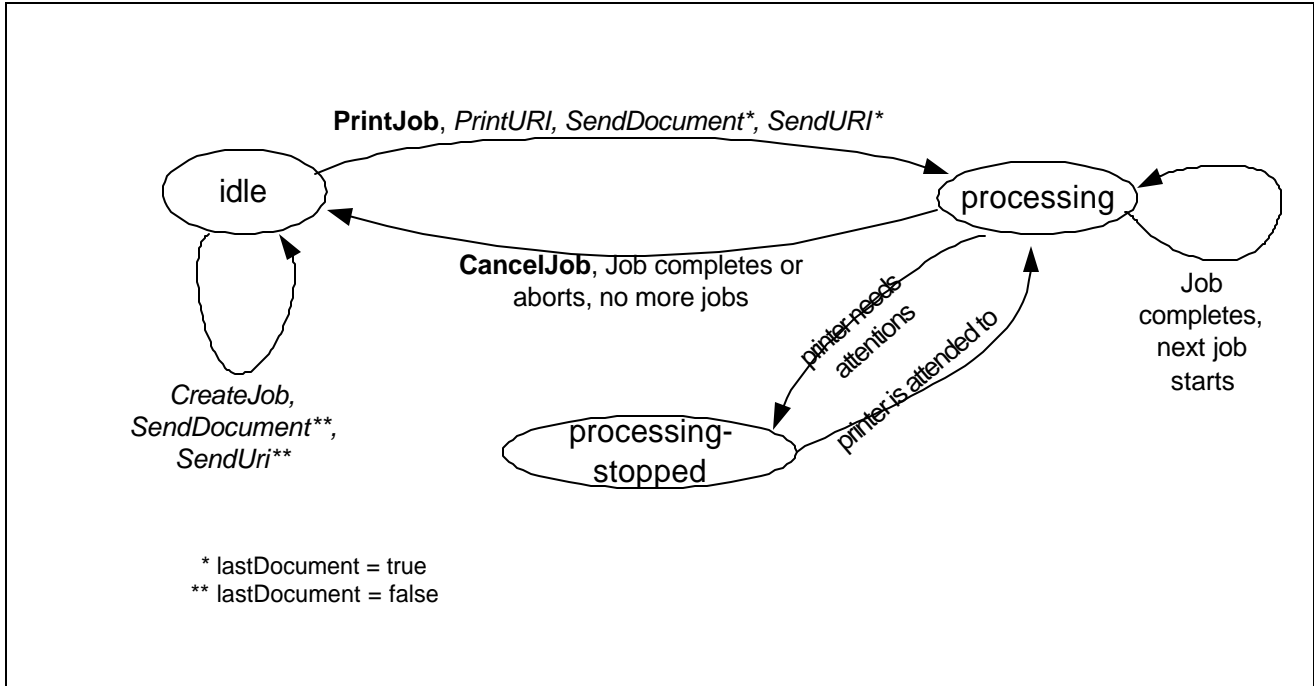 PrintJob, PrintURI, SendDocument*, SendURI*
idle
processing
CancelJob, Job completes or
aborts, no more jobs
printer needs
attentions
printer is attended to
Job
completes,
next job
starts
CreateJob,
SendDocument**,
SendUri**
processing-
stopped
* lastDocument = true
** lastDocument = false